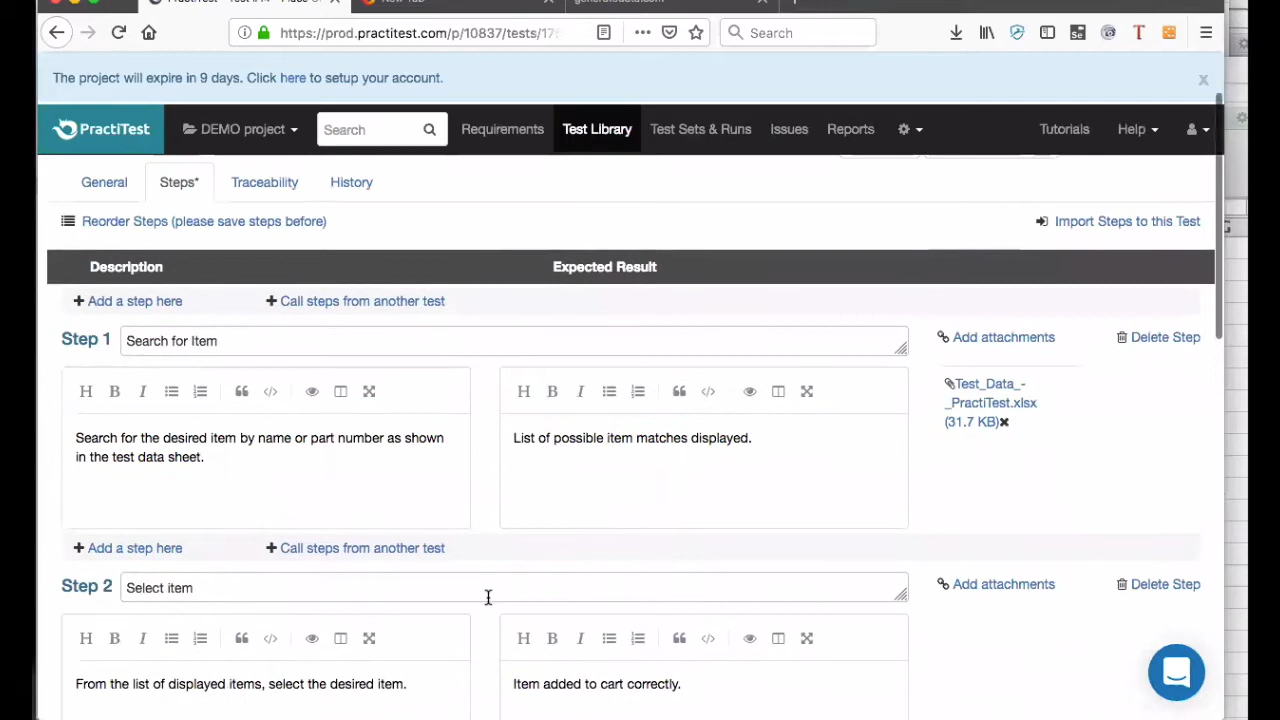 New Tab
https://prod.practitest.com/p/10837/tests/175
Search
The project will expire in 9 days. Click here to setup your account.
x
PractiTest
DEMO project
Search
Requirements
Test Library
Test Sets & Runs
Issues
Reports
Tutorials
Help
General
Steps*
Traceability
History
Reorder Steps (please save steps before)
Import Steps to this Test
Description
Expected Result
Add a step here
Call steps from another test
Step 1
Search for Item
Add attachments
Delete Step
H B I
H B I
Test_Data_-
_PractiTest.xlsx
(31.7 KB)
Search for the desired item by name or part number as shown
in the test data sheet.
List of possible item matches displayed.
Add a step here
Call steps from another test
Step 2
Select item
Add attachments
Delete Step
H B I
H B I
From the list of displayed items, select the desired item.
Item added to cart correctly.